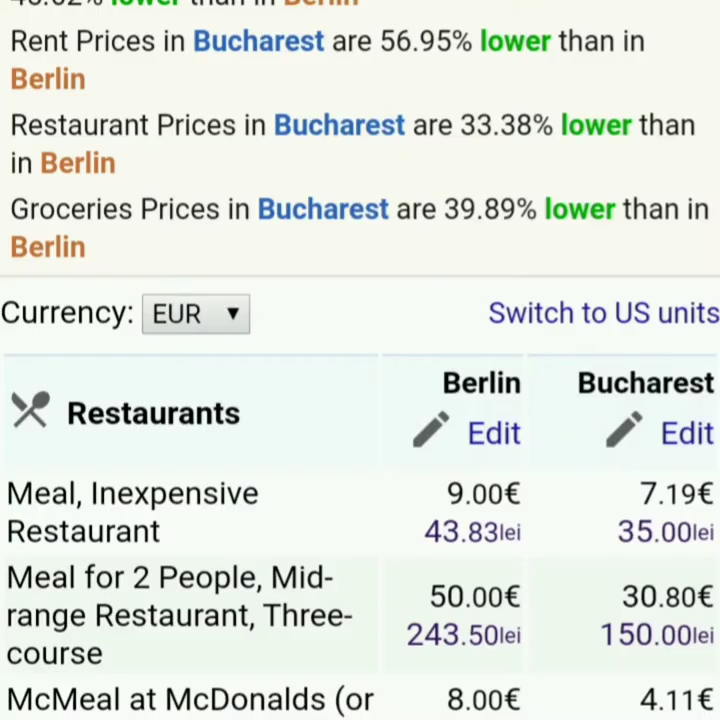 lower than in Berlin
Rent Prices in Bucharest are 56.95% lower than in
Berlin
Restaurant Prices in Bucharest are 33.38% lower than
in Berlin
Groceries Prices in Bucharest are 39.89% lower than in
Berlin
Currency: EUR ▼ Switch to US units
Berlin Bucharest
Restaurants
Edit Edit
Meal, Inexpensive 9.00€ 7.19€
Restaurant 43.83lei 35.00lei
Meal for 2 People, Mid-
range Restaurant, Three- 50.00€ 30.80€
course 243.50lei 150.00lei
McMeal at McDonalds (or 8.00€ 4.11€